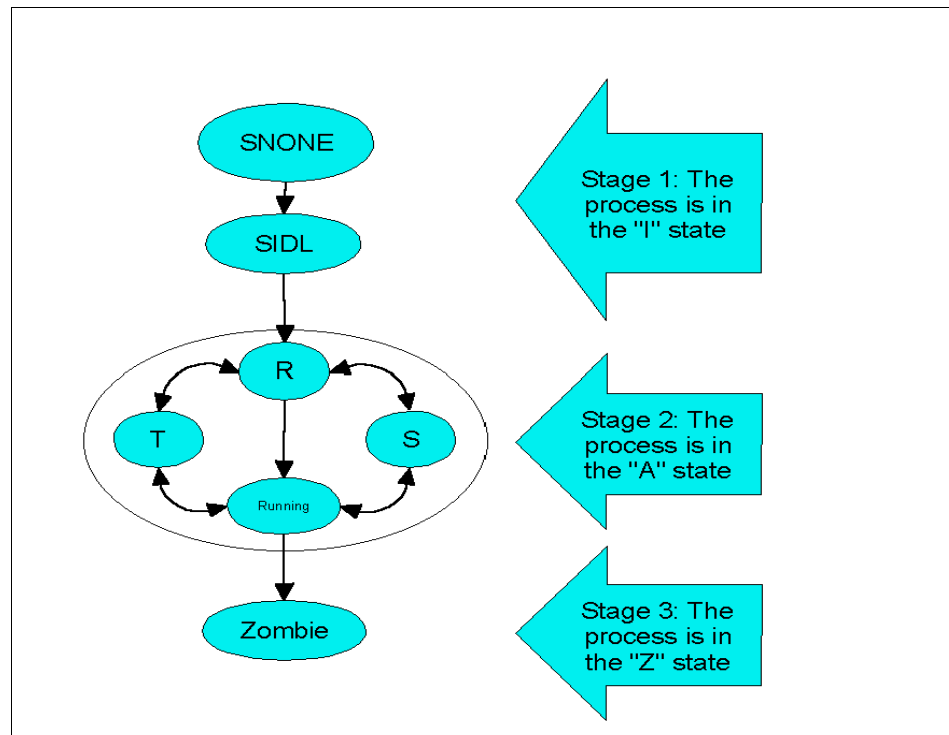 SNONE
SIDL
R
T
S
Running
Zombie
Stage 1: The
process is in
the "I" state
Stage 2: The
process is in
the "A" state
Stage 3: The
process is in
the "Z" state